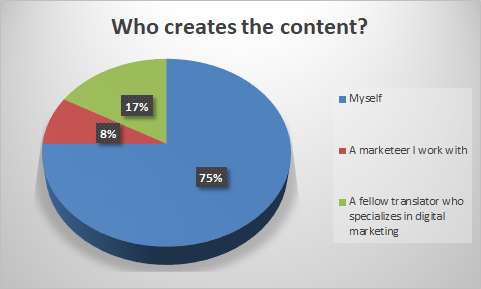 Who creates the content?
17%
8%
75%
Myself
A marketeer I work with
A fellow translator who
specializes in digital
marketing